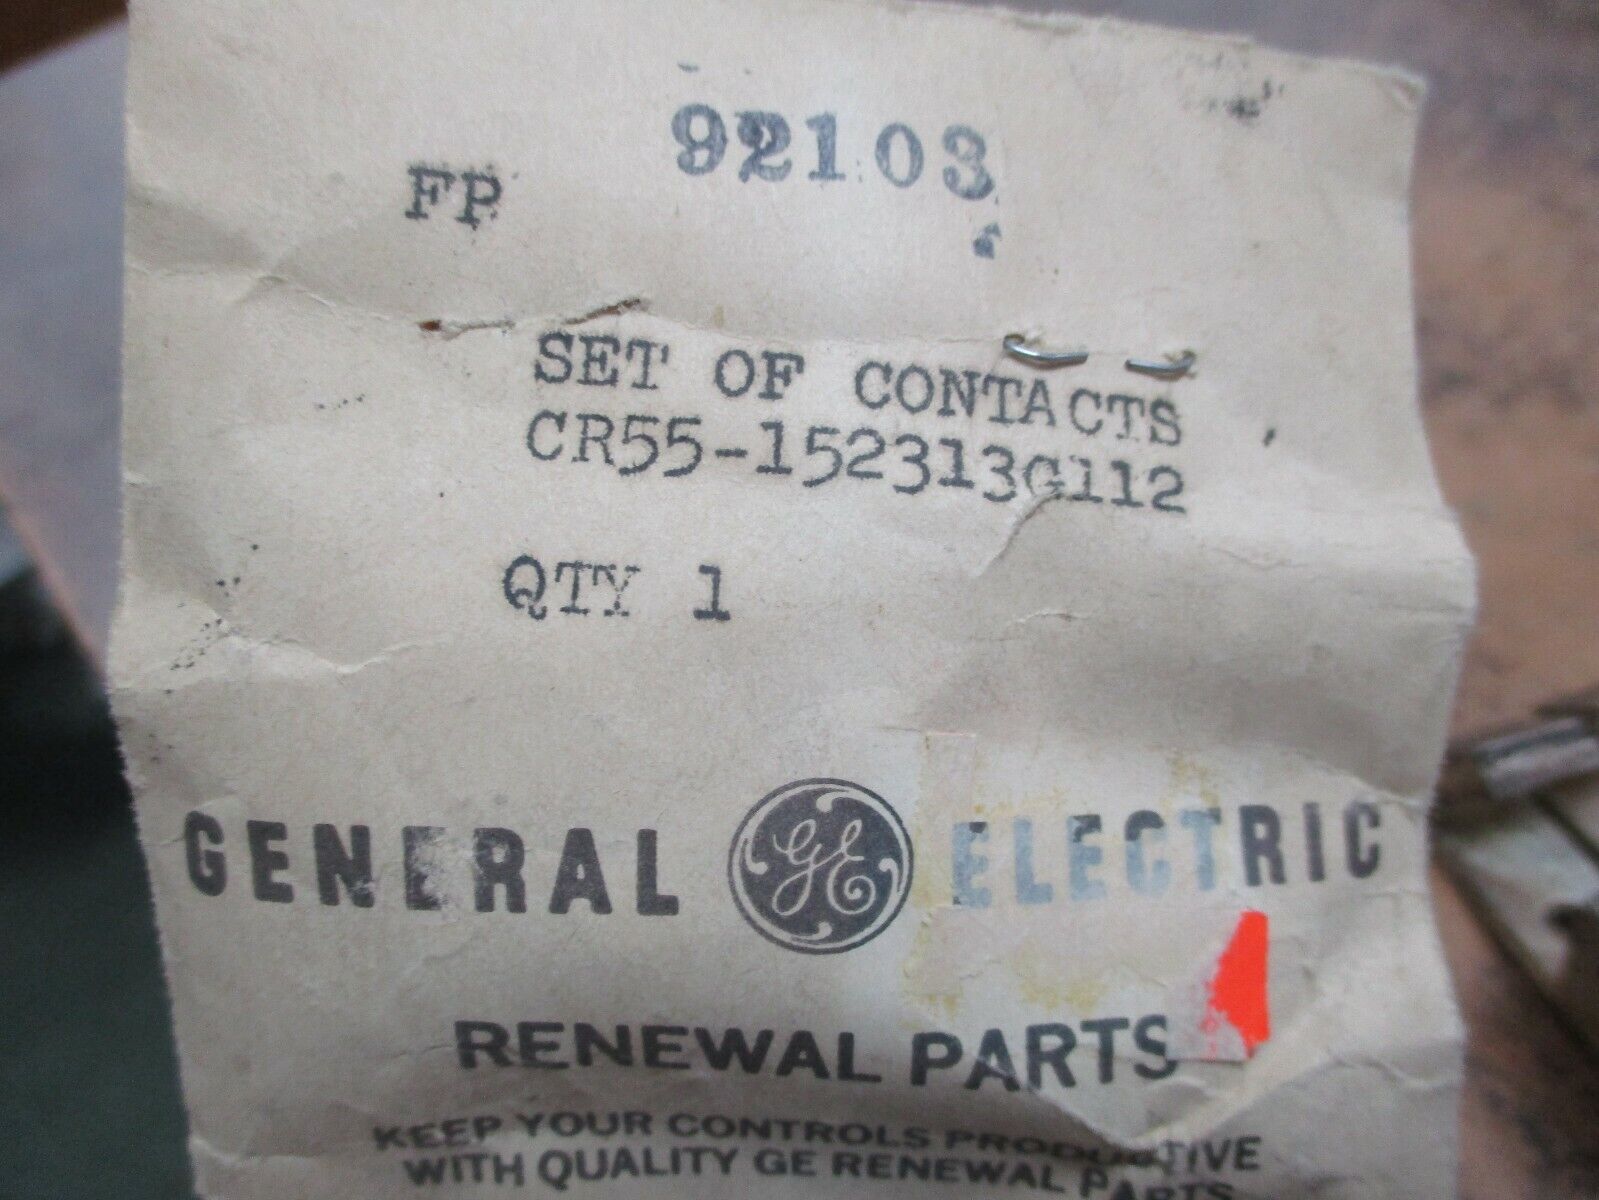 92103
FP
SET OF CONTACTS
CR55-152313G112
QTY 1
GENERAL GE ELECTRIC
RENEWAL PARTS
KEEP YOUR CONTROLS PRODUCTIVE
WITH QUALITY GE RENEWAL PARTS